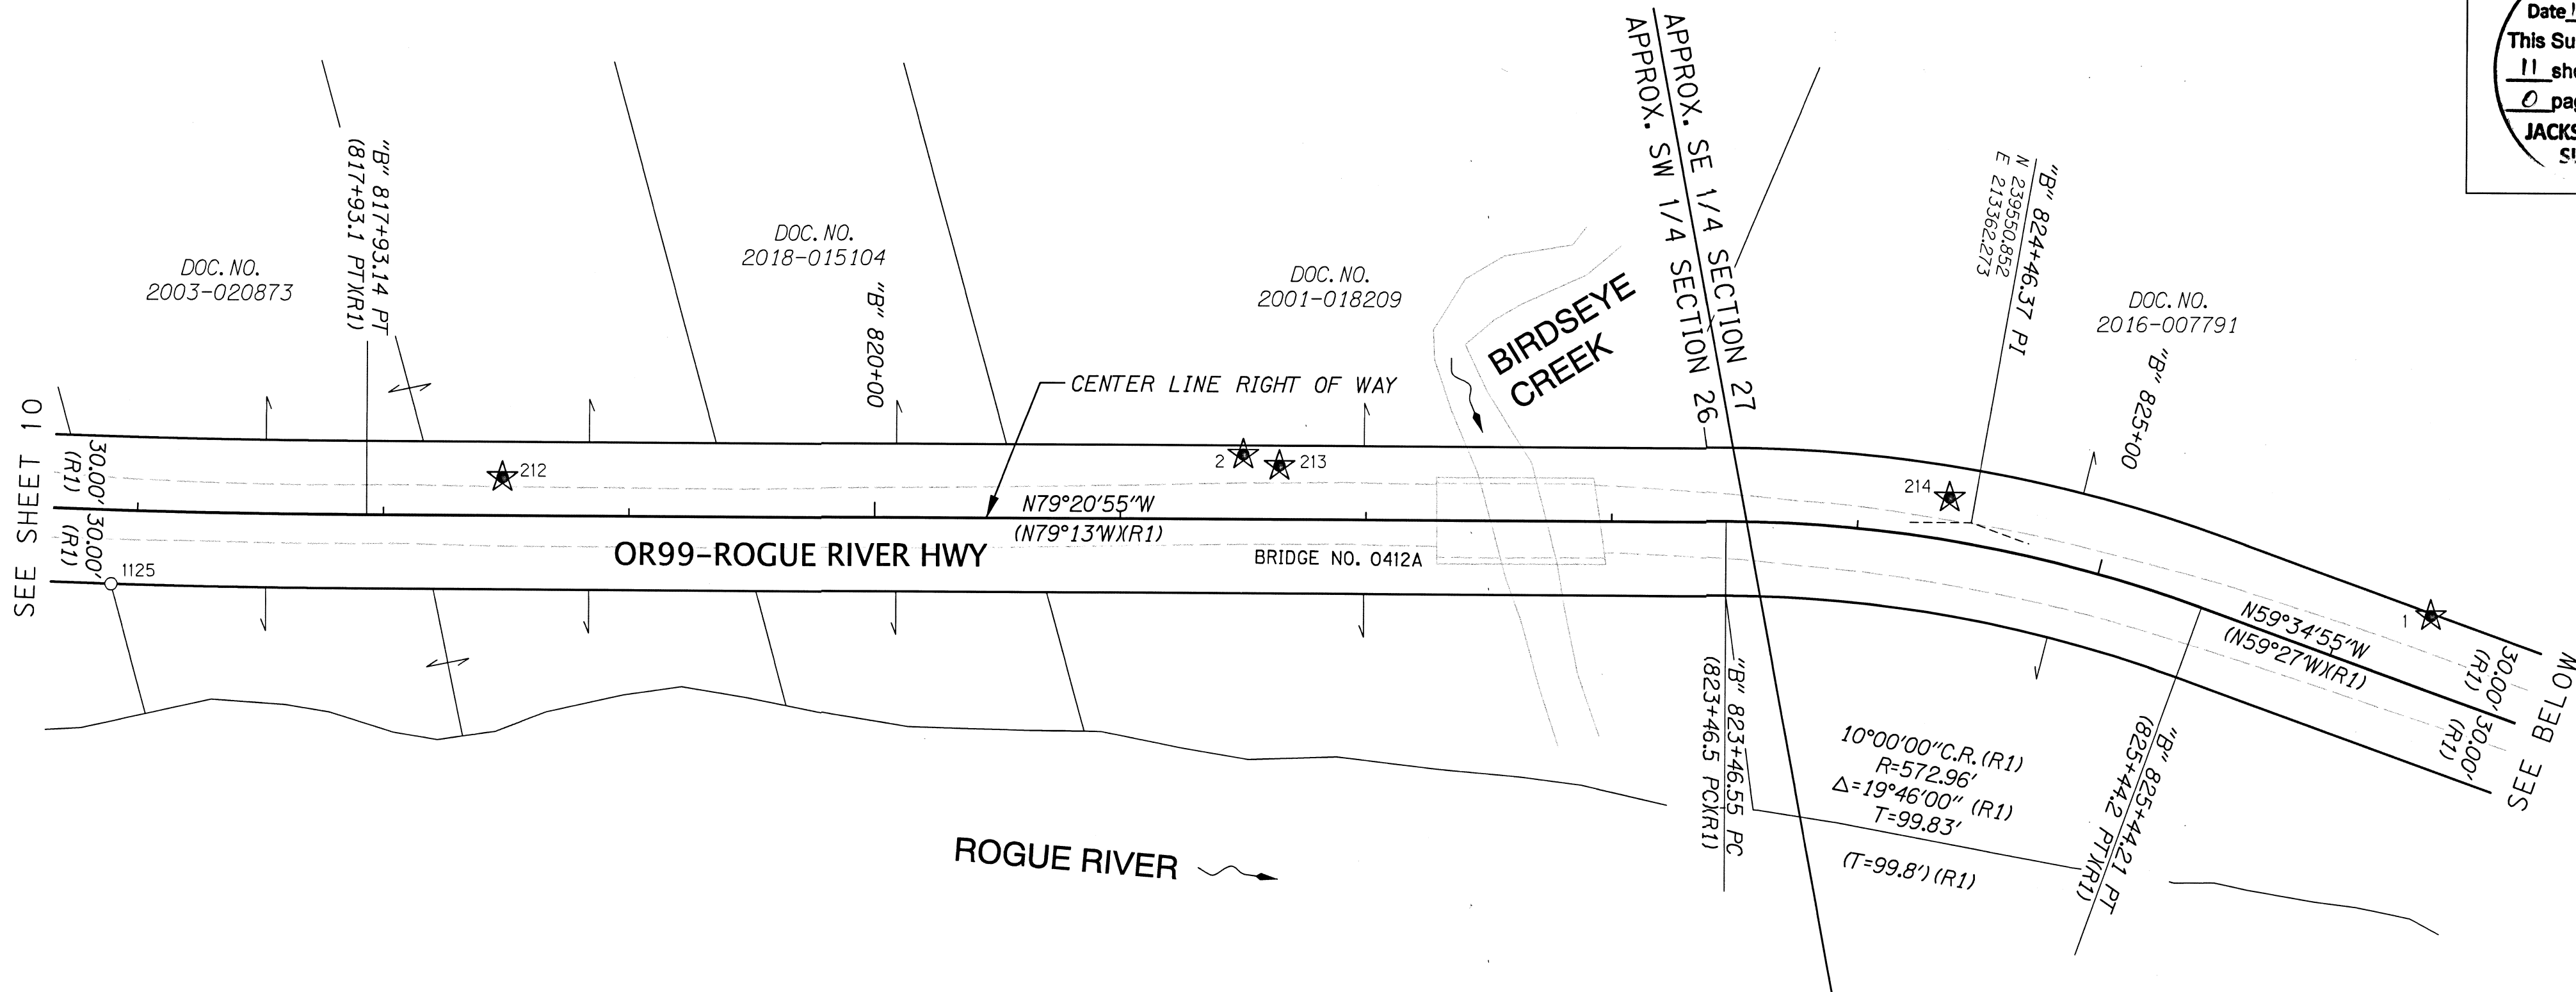 Date
This Su
11 she
0 pag
JACKS
SEE SHEET 10
DOC. NO.
2003-020873
"B" 817+93.14 PT
(817+93.1 PT)(R1)
DOC. NO.
2018-015104
"B" 820+00
DOC. NO.
2001-018209
CENTER LINE RIGHT OF WAY
BIRDSEYE
CREEK
APPROX. SE 1/4 SECTION 27
APPROX. SW 1/4 SECTION 26
"B" 824+46.37 PI
N 239550.852
E 213362.273
DOC. NO.
2016-007791
"B" 825+00
30.00'
(R1)
30.00'
(R1)
212
2
213
214
1
1125
N79°20'55"W
(N79°13'W)(R1)
OR99-ROGUE RIVER HWY
BRIDGE NO. 0412A
N59°34'55"W
(N59°27'W)(R1)
30.00'
(R1)
30.00'
(R1)
SEE BELOW
"B" 823+46.55 PC
(823+46.5 PC)(R1)
10°00'00"C.R. (R1)
R=572.96'
Δ=19°46'00" (R1)
T=99.83'
(T=99.8') (R1)
"B" 825+44.21 PT
(825+44.2 PT)(R1)
ROGUE RIVER